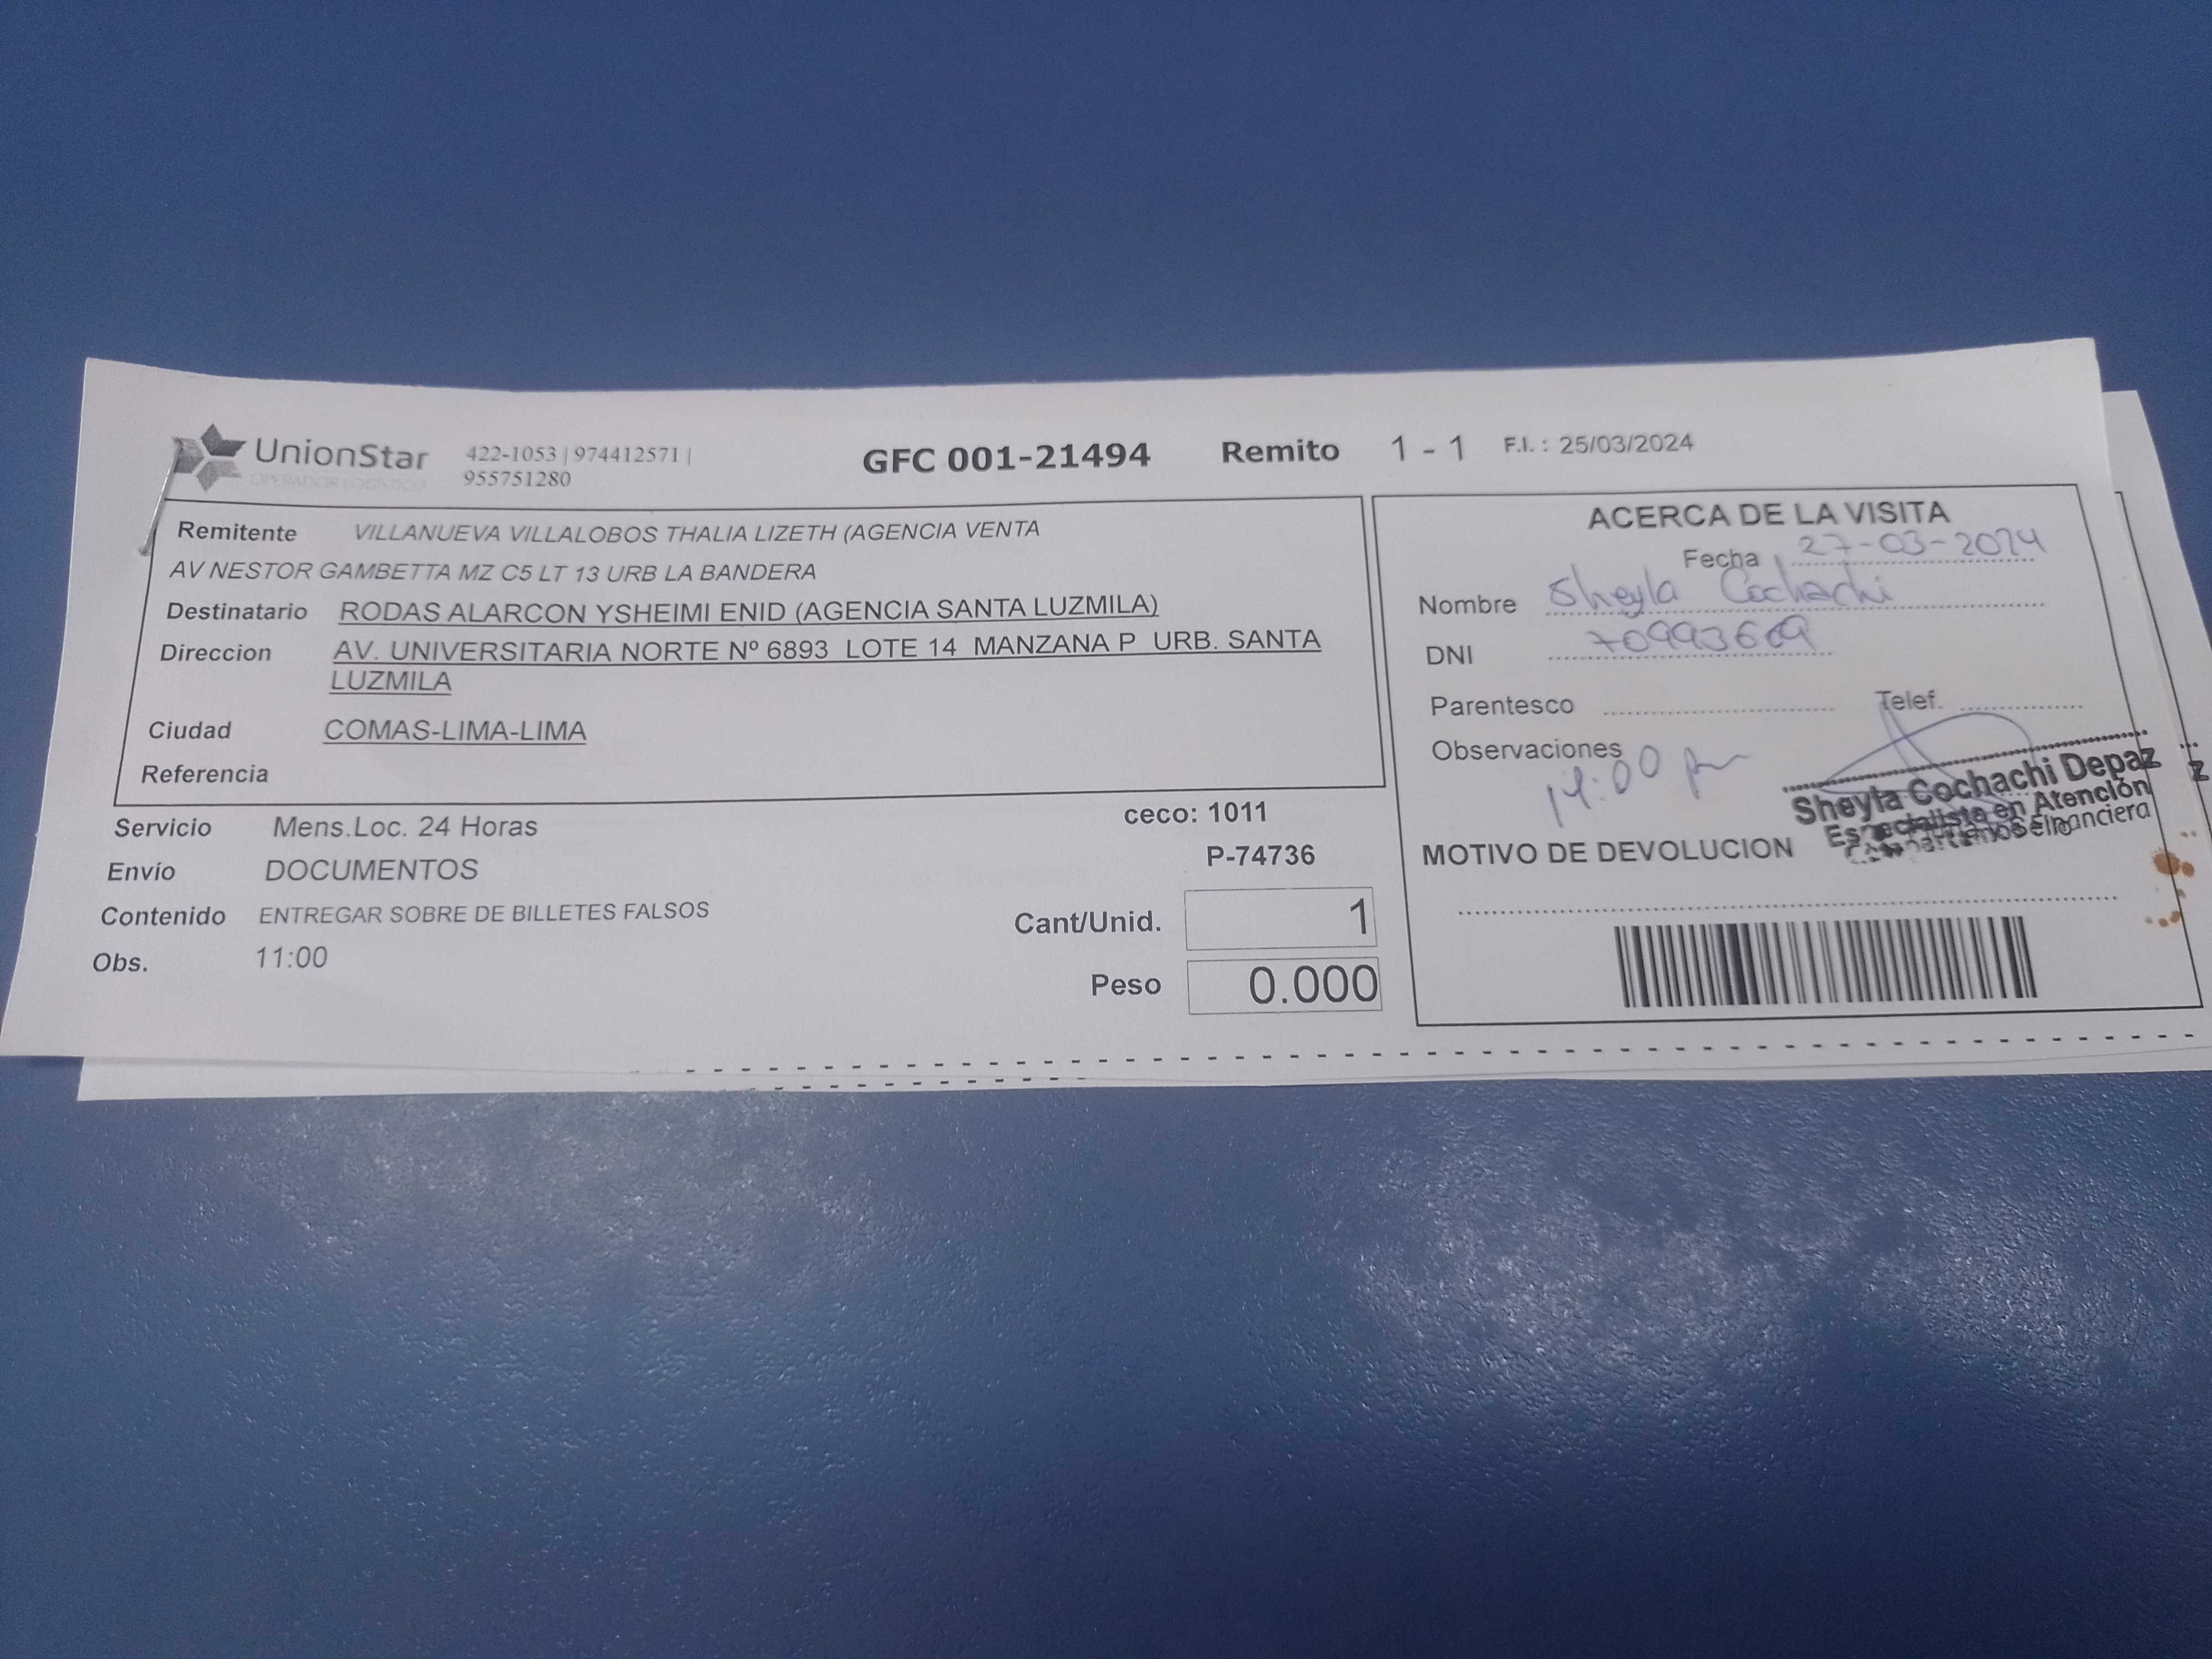 UnionStar
OPERADOR LOGISTICO
422-1053 | 974412571 |
955751280
GFC 001-21494 Remito 1 - 1 F.I. : 25/03/2024
Remitente VILLANUEVA VILLALOBOS THALIA LIZETH (AGENCIA VENTA
AV NESTOR GAMBETTA MZ C5 LT 13 URB LA BANDERA
Destinatario RODAS ALARCON YSHEIMI ENID (AGENCIA SANTA LUZMILA)
Direccion AV. UNIVERSITARIA NORTE Nº 6893 LOTE 14 MANZANA P URB. SANTA
LUZMILA
Ciudad COMAS-LIMA-LIMA
Referencia
Servicio Mens.Loc. 24 Horas
ceco: 1011
Envío DOCUMENTOS
P-74736
Contenido ENTREGAR SOBRE DE BILLETES FALSOS
Cant/Unid. 1
Obs. 11:00
Peso 0.000
ACERCA DE LA VISITA
Fecha 27-03-2024
Nombre Sheyla Cochachi
DNI 70993609
Parentesco Telef.
Observaciones
Sheyla Cochachi Depaz
Especialista en Atención
Financiera
MOTIVO DE DEVOLUCION